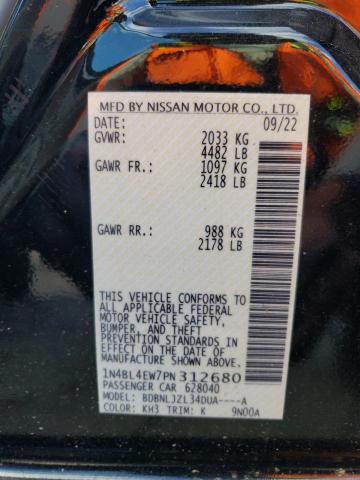 MFD BY NISSAN MOTOR CO., LTD.
DATE: 09/22
GVWR: 2033 KG
4482 LB
GAWR FR.: 1097 KG
2418 LB
GAWR RR.: 988 KG
2178 LB
THIS VEHICLE CONFORMS TO
ALL APPLICABLE FEDERAL
MOTOR VEHICLE SAFETY,
BUMPER, AND THEFT
PREVENTION STANDARDS IN
EFFECT ON THE DATE OF
MANUFACTURE SHOWN ABOVE.
1N4BL4EW7PN312680
PASSENGER CAR 628040
MODEL: BDBNLJZL34DUA----A
COLOR: KH3 TRIM: K 9N00A